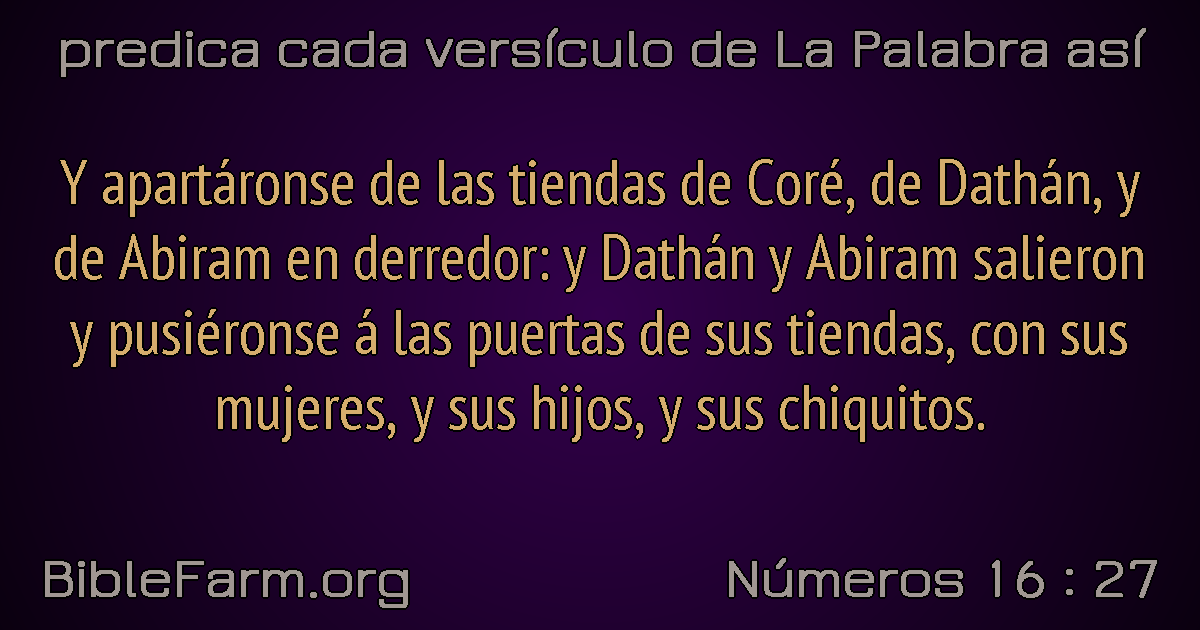 predica cada versículo de La Palabra así
Y apartáronse de las tiendas de Coré, de Dathán, y
de Abiram en derredor: y Dathán y Abiram salieron
y pusiéronse á las puertas de sus tiendas, con sus
mujeres, y sus hijos, y sus chiquitos.
BibleFarm.org
Números 16 : 27